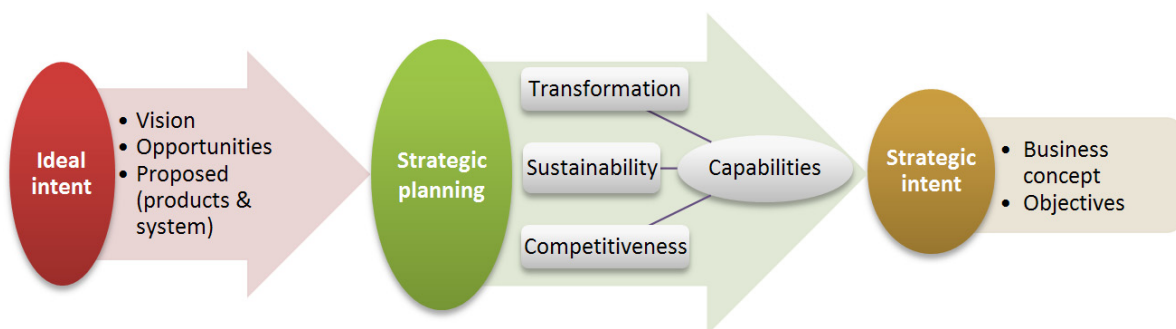 Ideal
intent
• Vision
• Opportunities
• Proposed
(products &
system)
Strategic
planning
Transformation
Sustainability
Competitiveness
Capabilities
Strategic
intent
• Business
concept
• Objectives